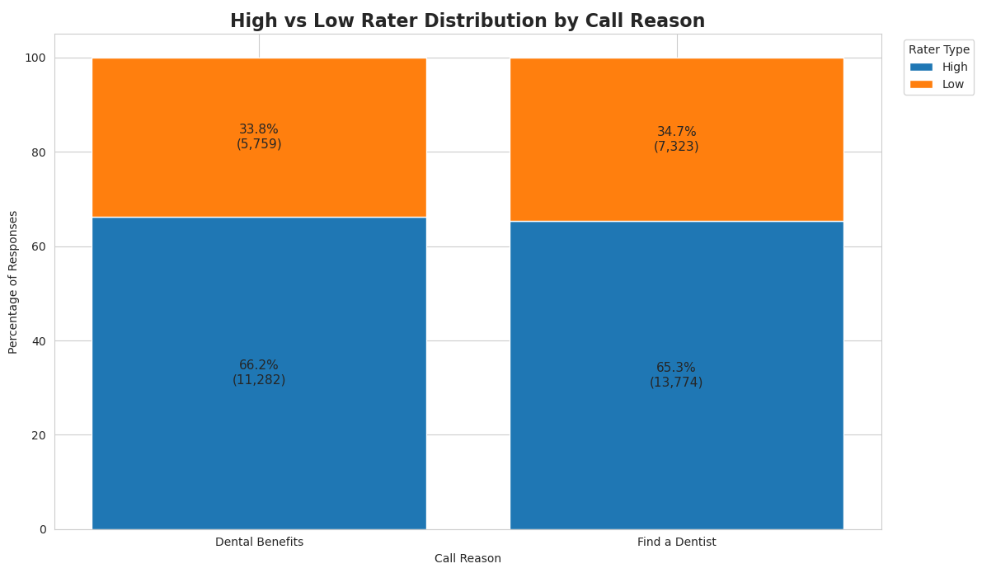 High vs Low Rater Distribution by Call Reason
Rater Type
High
Low
Percentage of Responses
100
80
60
40
20
0
33.8%
(5,759)
34.7%
(7,323)
66.2%
(11,282)
65.3%
(13,774)
Dental Benefits
Find a Dentist
Call Reason